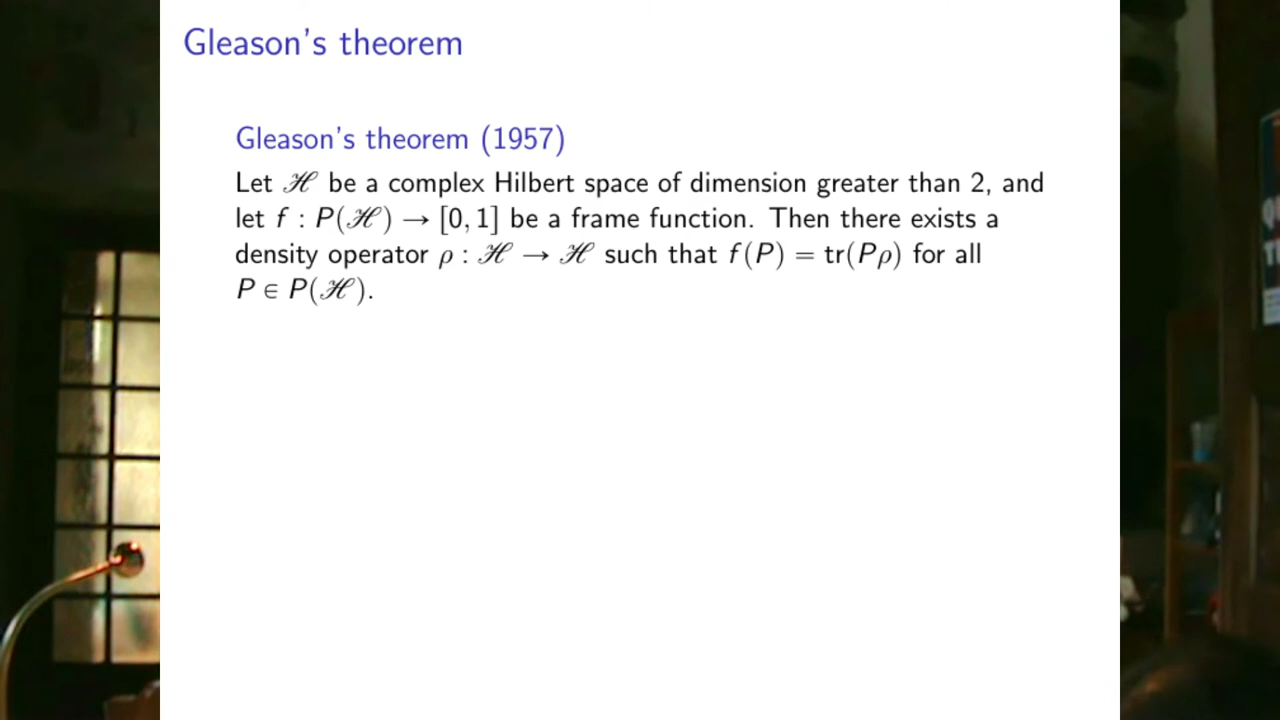 Gleason's theorem
Gleason's theorem (1957)
Let ℋ be a complex Hilbert space of dimension greater than 2, and
let f : P(ℋ) → [0, 1] be a frame function. Then there exists a
density operator ρ : ℋ → ℋ such that f(P) = tr(Pρ) for all
P ∈ P(ℋ).